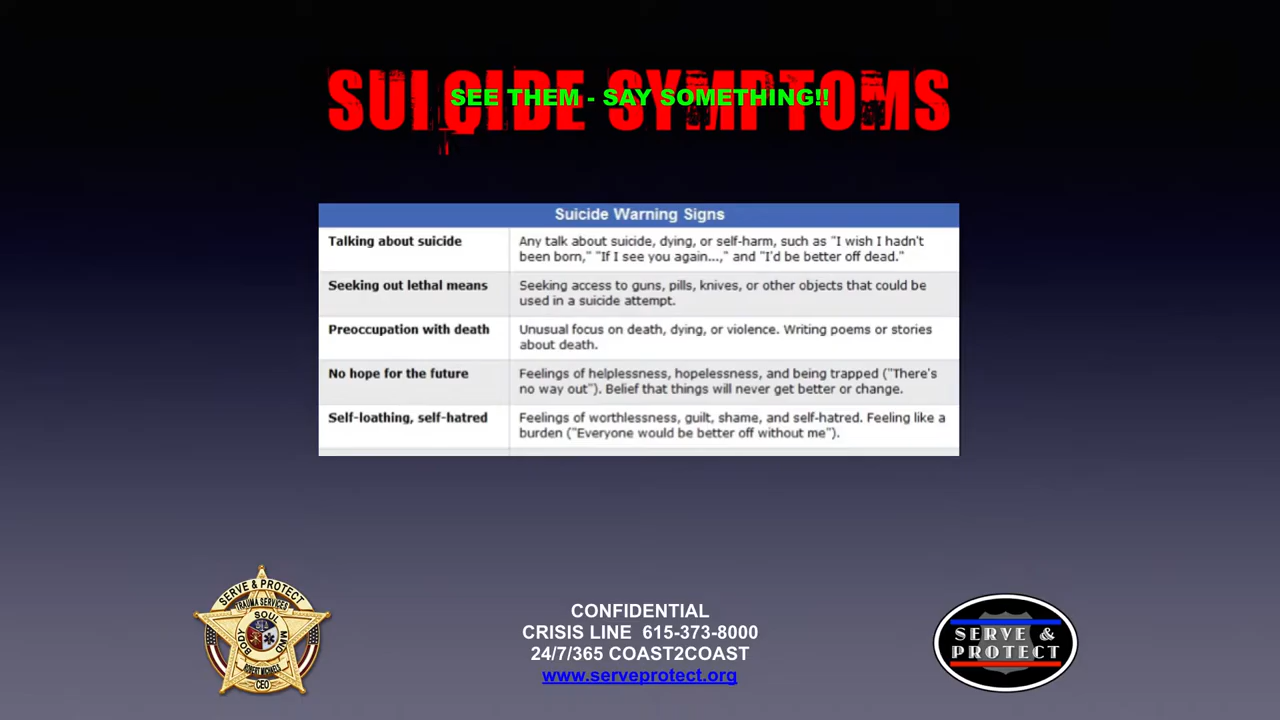 SUICIDE SYMPTOMS
SEE THEM - SAY SOMETHING!!
Suicide Warning Signs
Talking about suicide
Any talk about suicide, dying, or self-harm, such as "I wish I hadn't
been born," "If I see you again...," and "I'd be better off dead."
Seeking out lethal means
Seeking access to guns, pills, knives, or other objects that could be
used in a suicide attempt.
Preoccupation with death
Unusual focus on death, dying, or violence. Writing poems or stories
about death.
No hope for the future
Feelings of helplessness, hopelessness, and being trapped ("There's
no way out"). Belief that things will never get better or change.
Self-loathing, self-hatred
Feelings of worthlessness, guilt, shame, and self-hatred. Feeling like a
burden ("Everyone would be better off without me").
SERVE & PROTECT
TRAUMA SERVICES
SOUL
BODY
MIND
ROBERT MICHAELS
CEO
CONFIDENTIAL
CRISIS LINE 615-373-8000
24/7/365 COAST2COAST
www.serveprotect.org
SERVE &
PROTECT